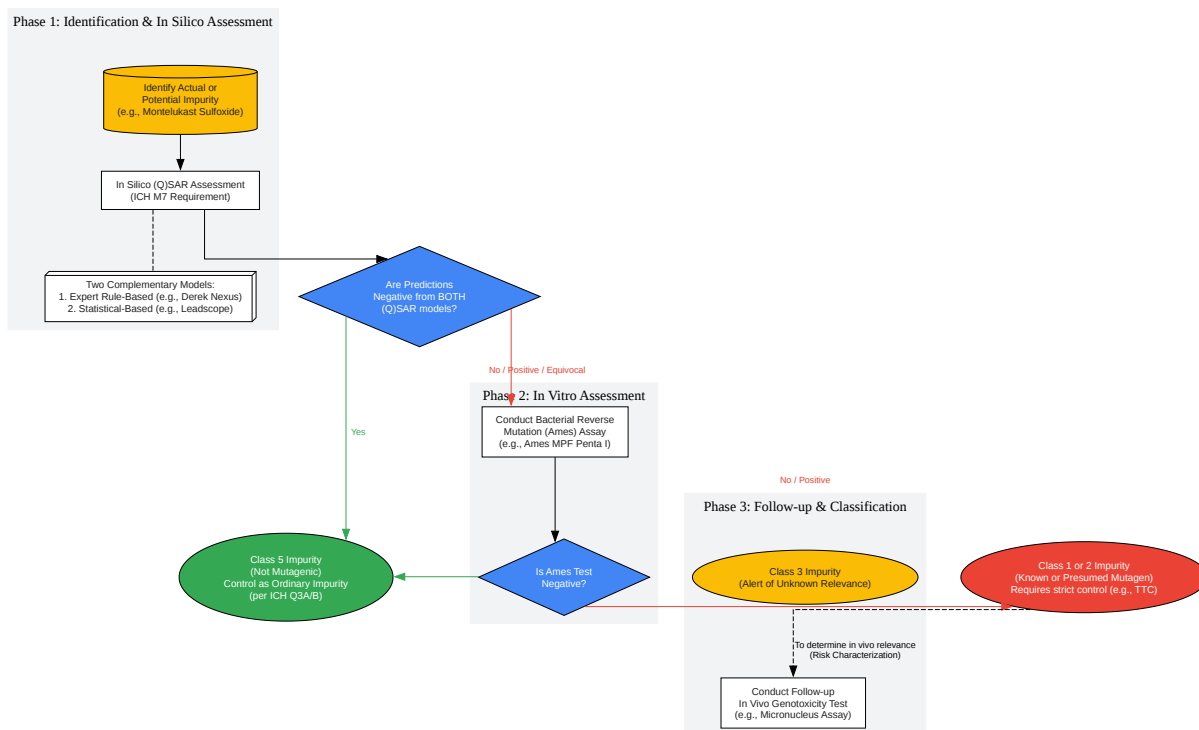 Phase 1: Identification & In Silico Assessment
Identify Actual or
Potential Impurity
(e.g., Montelukast Sulfoxide)
In Silico (Q)SAR Assessment
(ICH M7 Requirement)
Two Complementary Models:
1. Expert Rule-Based (e.g., Derek Nexus)
2. Statistical-Based (e.g., Leadscope)
Are Predictions
Negative from BOTH
(Q)SAR models?
No / Positive / Equivocal
Yes
Phase 2: In Vitro Assessment
Conduct Bacterial Reverse
Mutation (Ames) Assay
(e.g., Ames MPF Penta I)
Is Ames Test
Negative?
Class 5 Impurity
(Not Mutagenic)
Control as Ordinary Impurity
(per ICH Q3A/B)
No / Positive
Phase 3: Follow-up & Classification
Class 3 Impurity
(Alert of Unknown Relevance)
Class 1 or 2 Impurity
(Known or Presumed Mutagen)
Requires strict control (e.g., TTC)
To determine in vivo relevance
(Risk Characterization)
Conduct Follow-up
In Vivo Genotoxicity Test
(e.g., Micronucleus Assay)